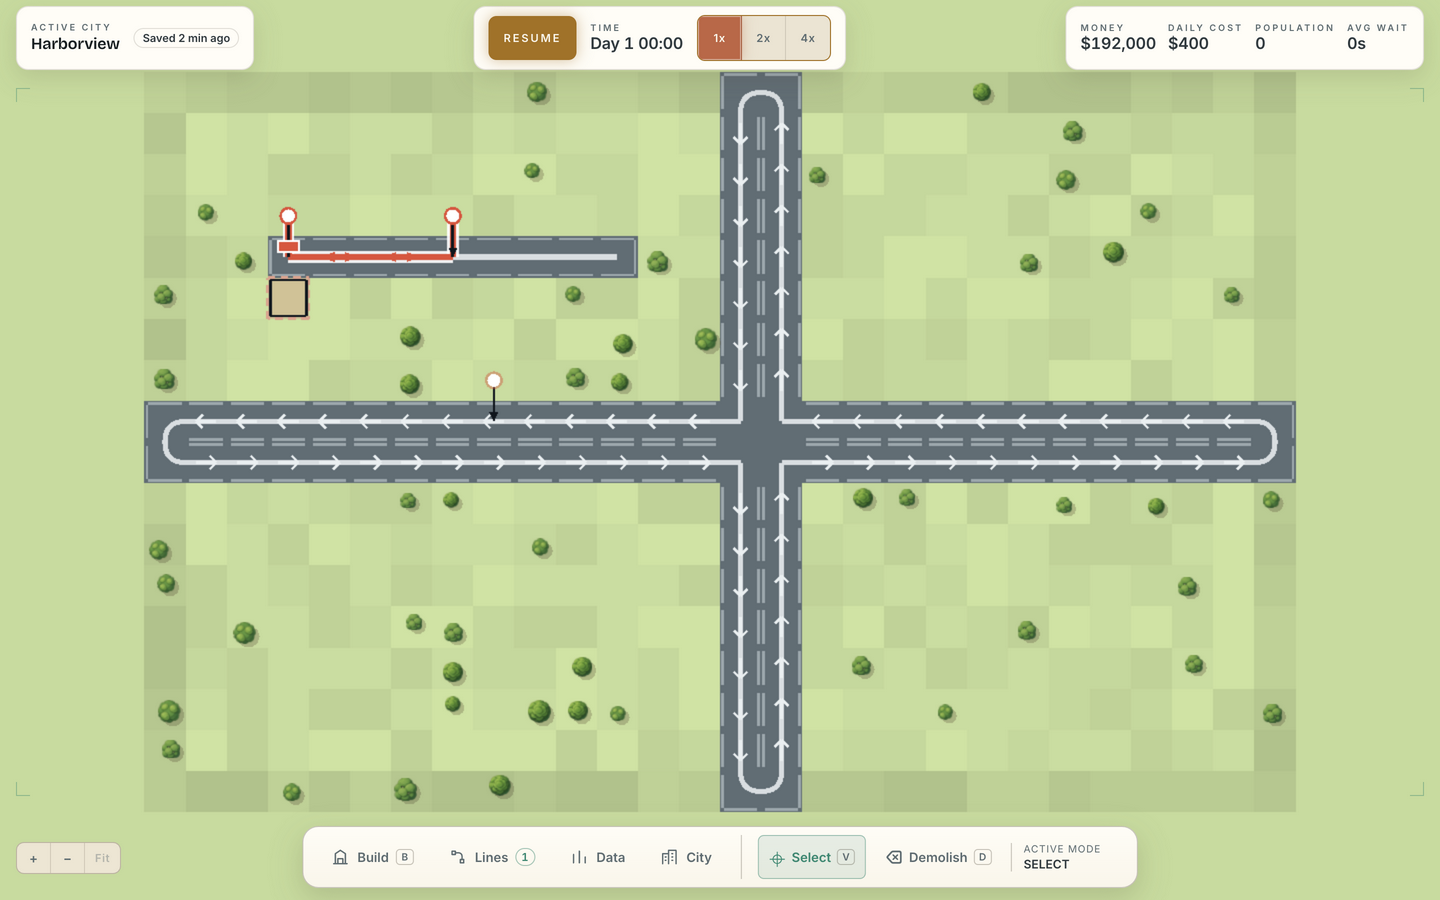 ACTIVE CITY
Harborview
Saved 2 min ago
RESUME
TIME
Day 1 00:00
1x
2x
4x
MONEY
$192,000
DAILY COST
$400
POPULATION
0
AVG WAIT
0s
+
−
Fit
Build B
Lines 1
Data
City
Select V
Demolish D
ACTIVE MODE
SELECT